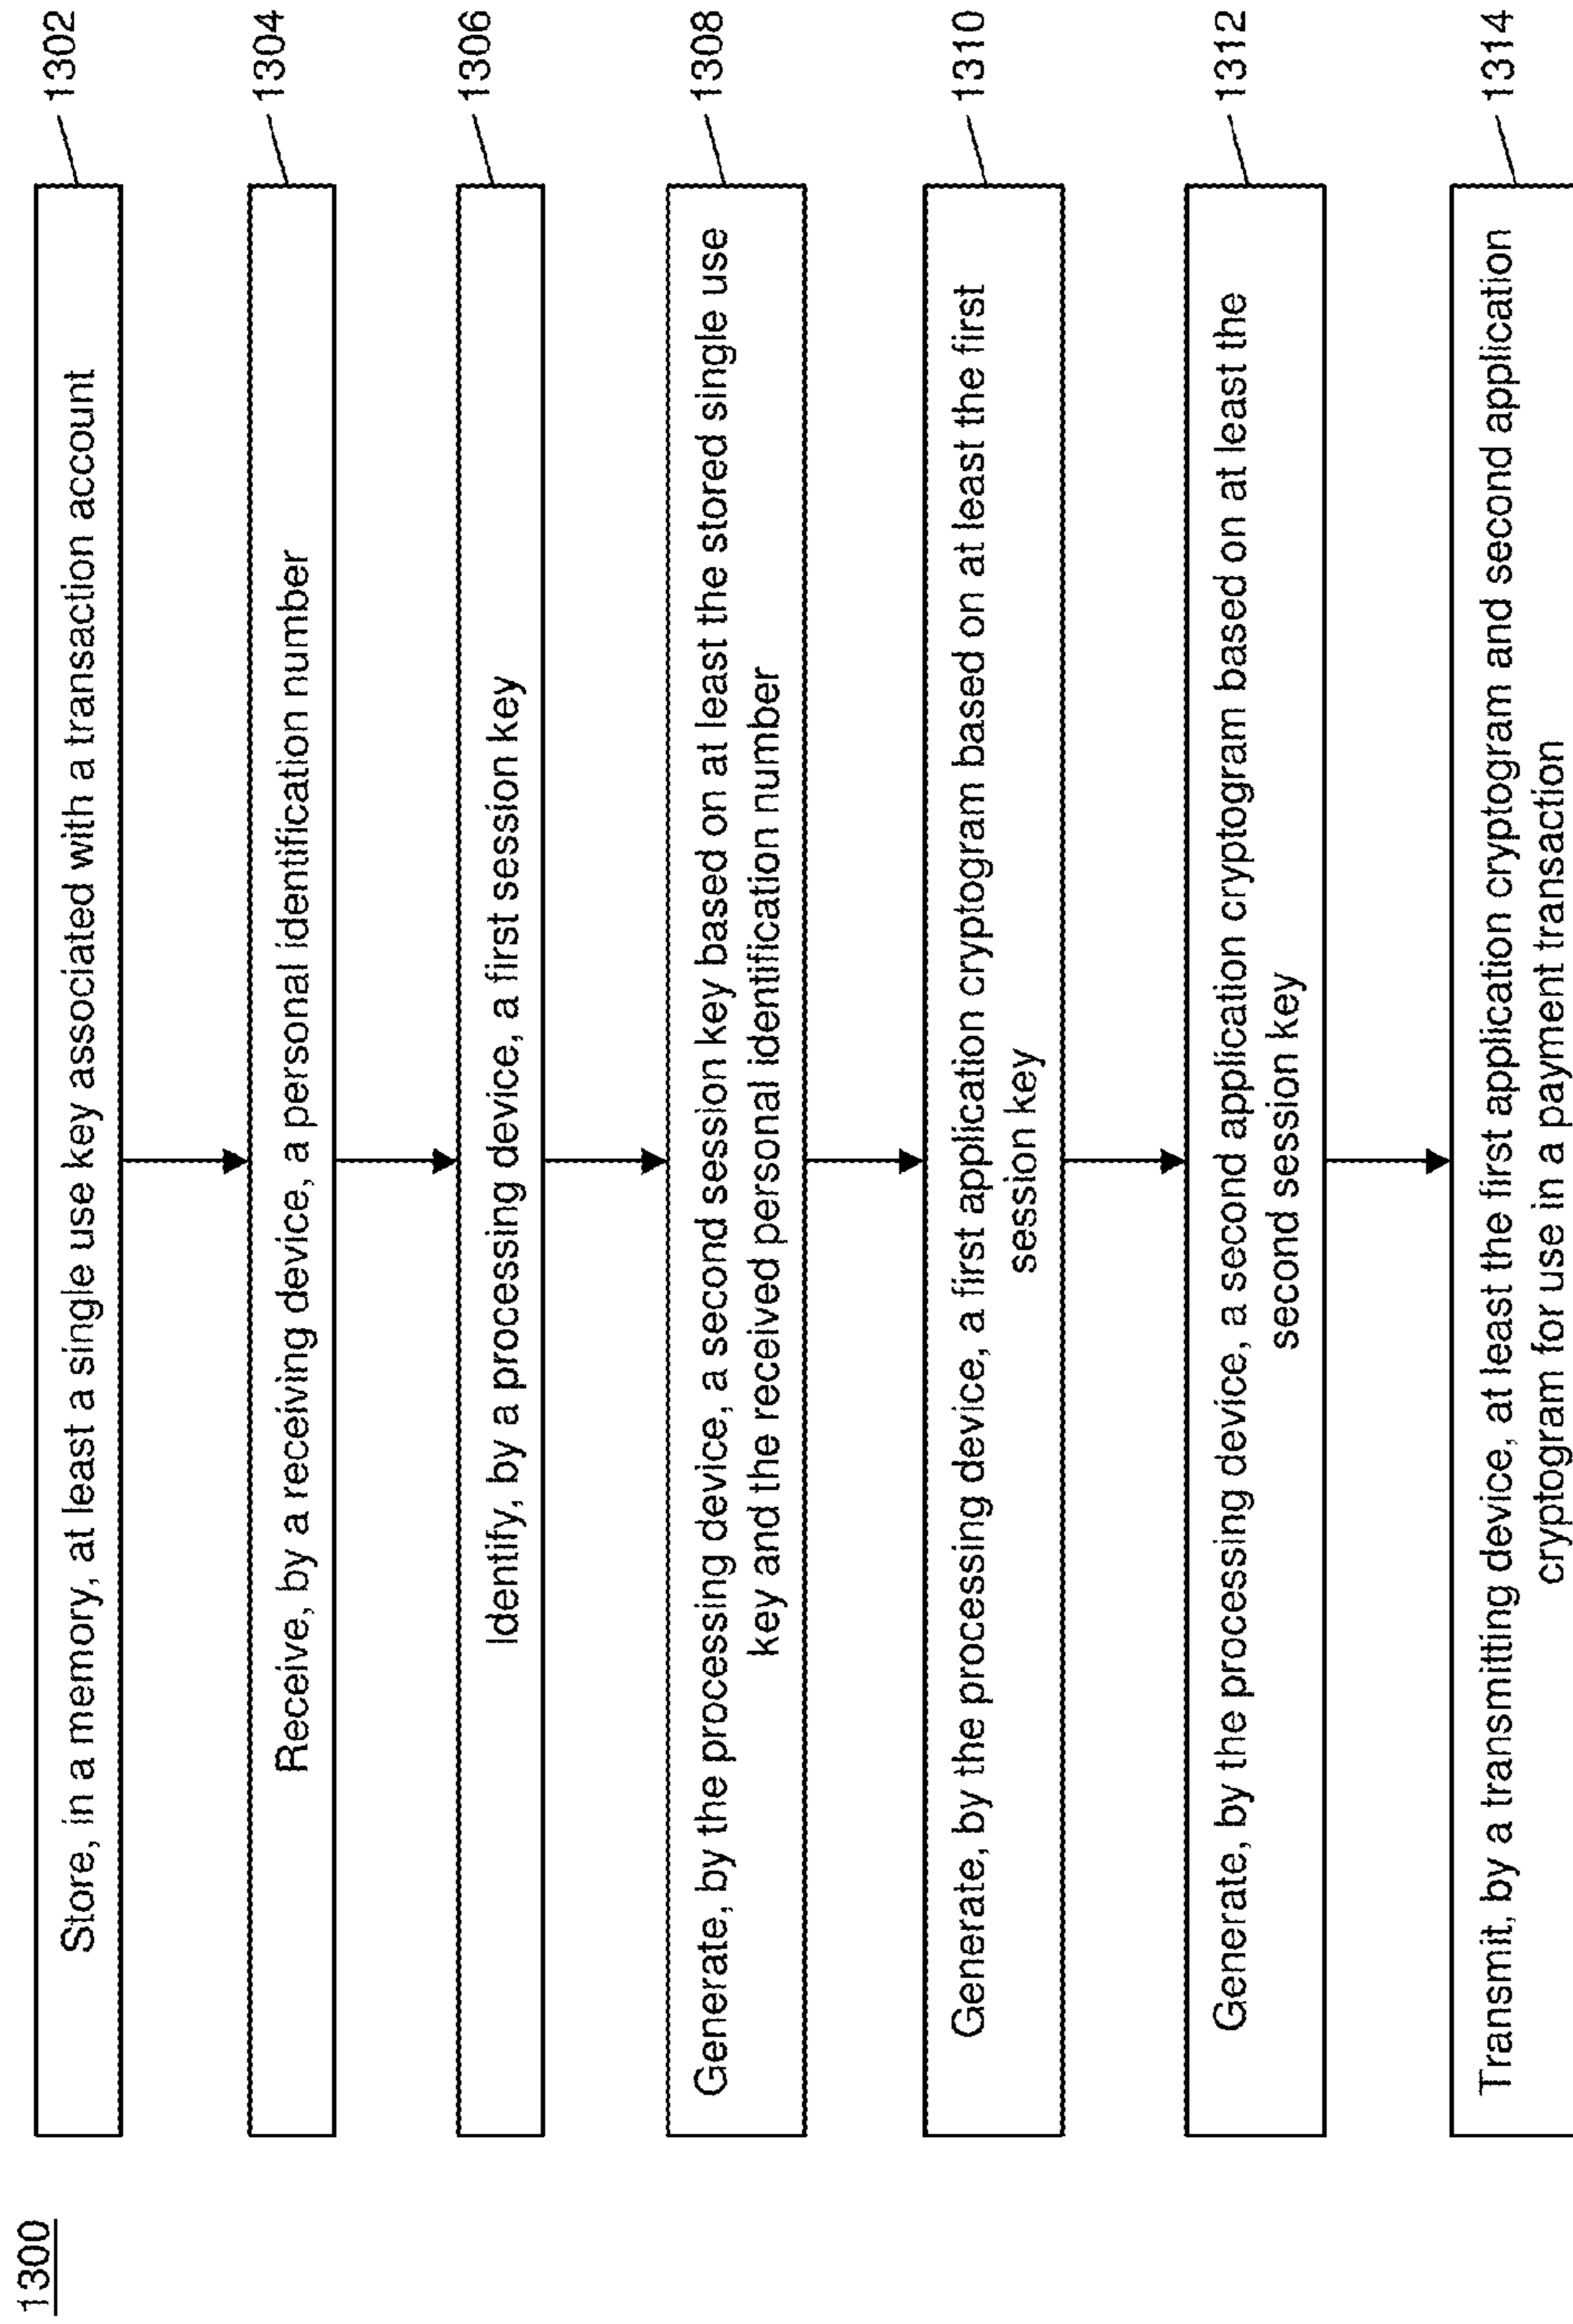 1300
Store, in a memory, at least a single use key associated with a transaction account
1302
Receive, by a receiving device, a personal identification number
1304
Identify, by a processing device, a first session key
1306
Generate, by the processing device, a second session key based on at least the stored single use
key and the received personal identification number
1308
Generate, by the processing device, a first application cryptogram based on at least the first
session key
1310
Generate, by the processing device, a second application cryptogram based on at least the
second session key
1312
Transmit, by a transmitting device, at least the first application cryptogram and second application
cryptogram for use in a payment transaction
1314